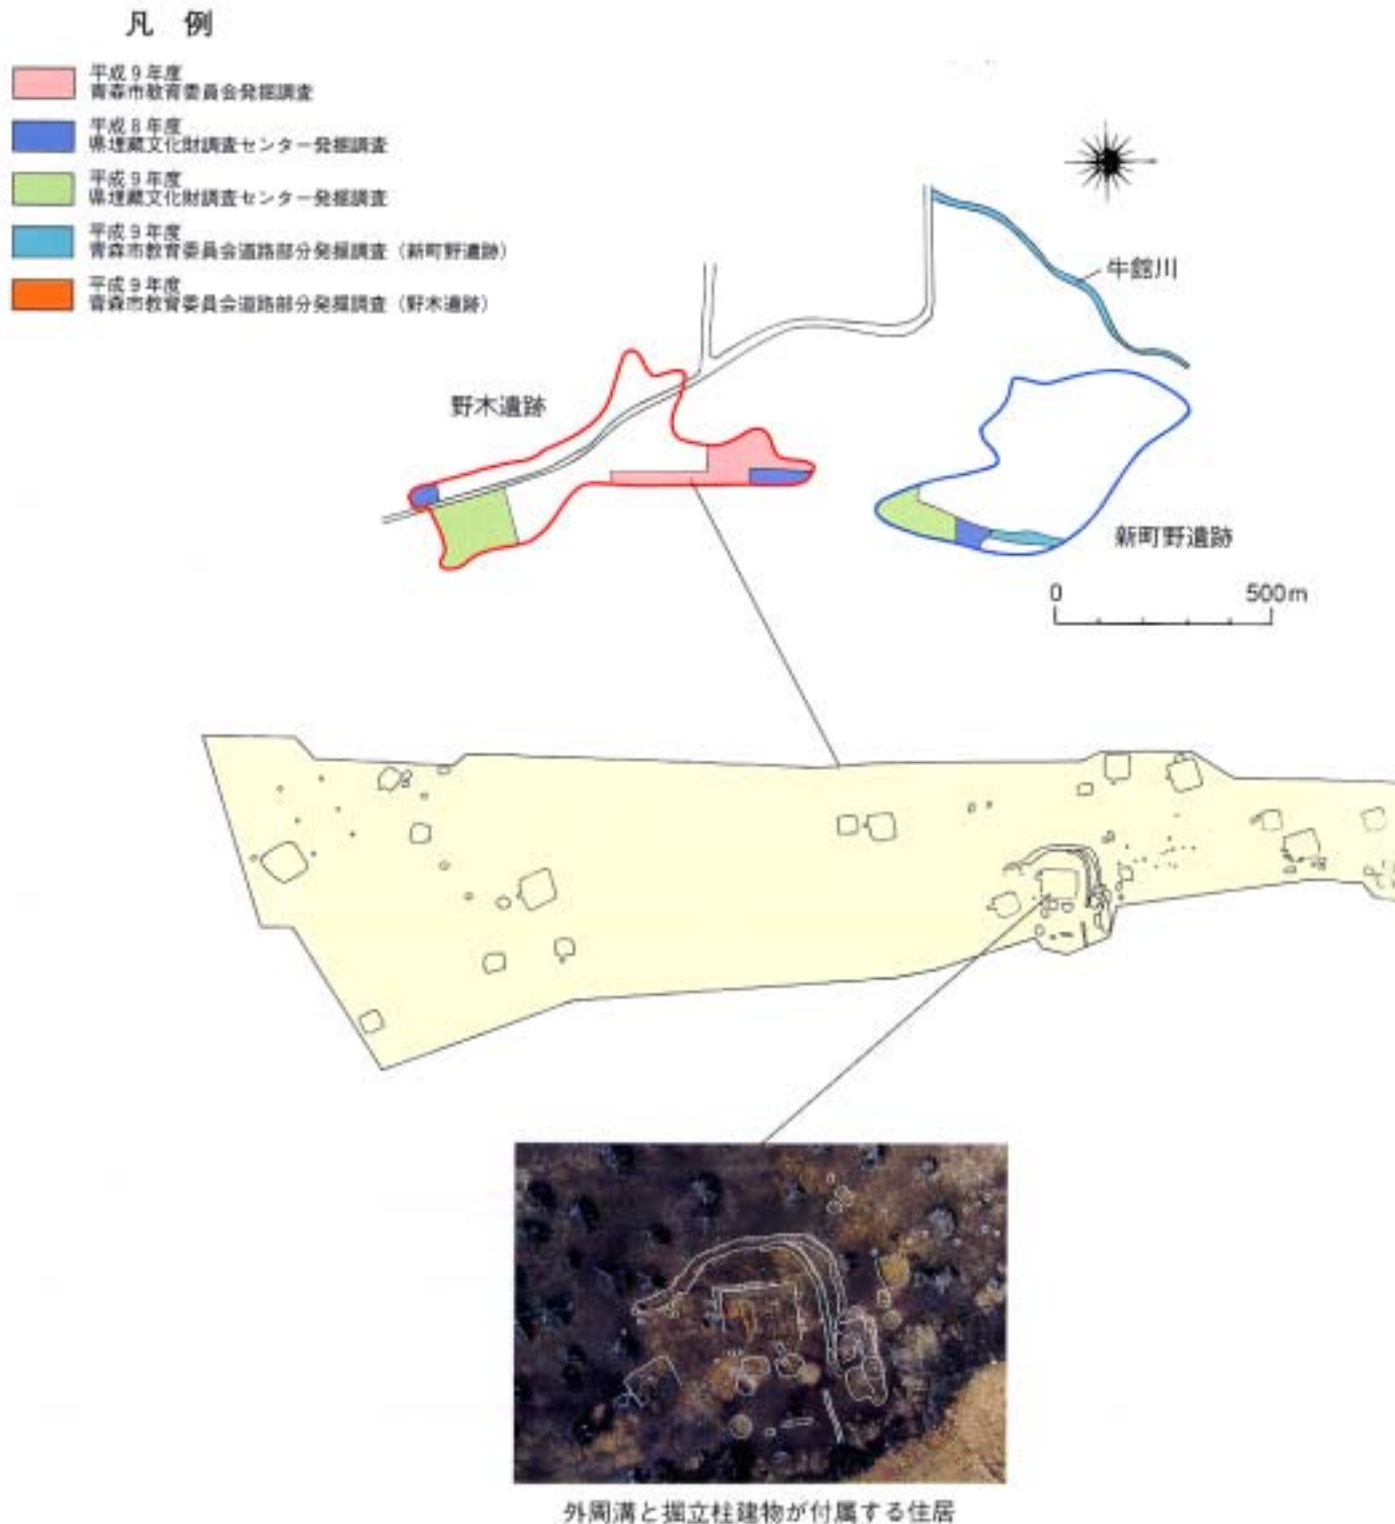 凡 例
平成9年度
青森市教育委員会発掘調査
平成8年度
県埋蔵文化財調査センター発掘調査
平成9年度
県埋蔵文化財調査センター発掘調査
平成9年度
青森市教育委員会道路部分発掘調査（新町野遺跡）
平成9年度
青森市教育委員会道路部分発掘調査（野木遺跡）
牛館川
野木遺跡
新町野遺跡
0 500m
外周溝と掘立柱建物が付属する住居